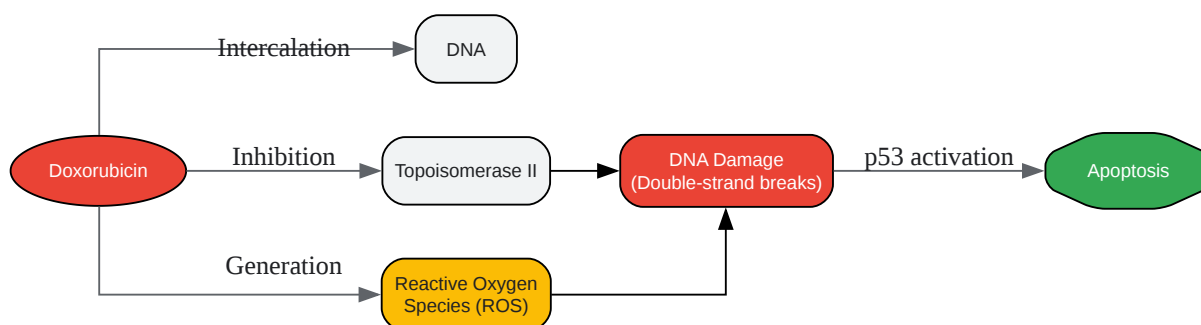 Intercalation
DNA
Doxorubicin
Inhibition
Topoisomerase II
DNA Damage
(Double-strand breaks)
p53 activation
Apoptosis
Generation
Reactive Oxygen
Species (ROS)